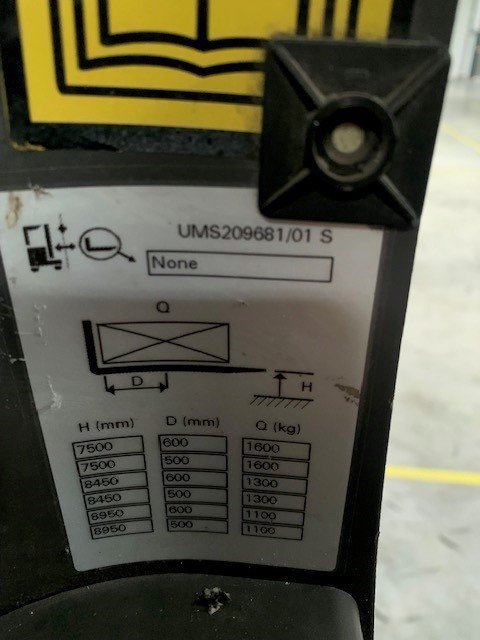 UMS209681/01 S
None
Q
D
H
H (mm) D (mm) Q (kg)
7500 600 1600
7500 500 1600
8450 600 1300
8450 500 1300
8950 600 1100
8950 500 1100